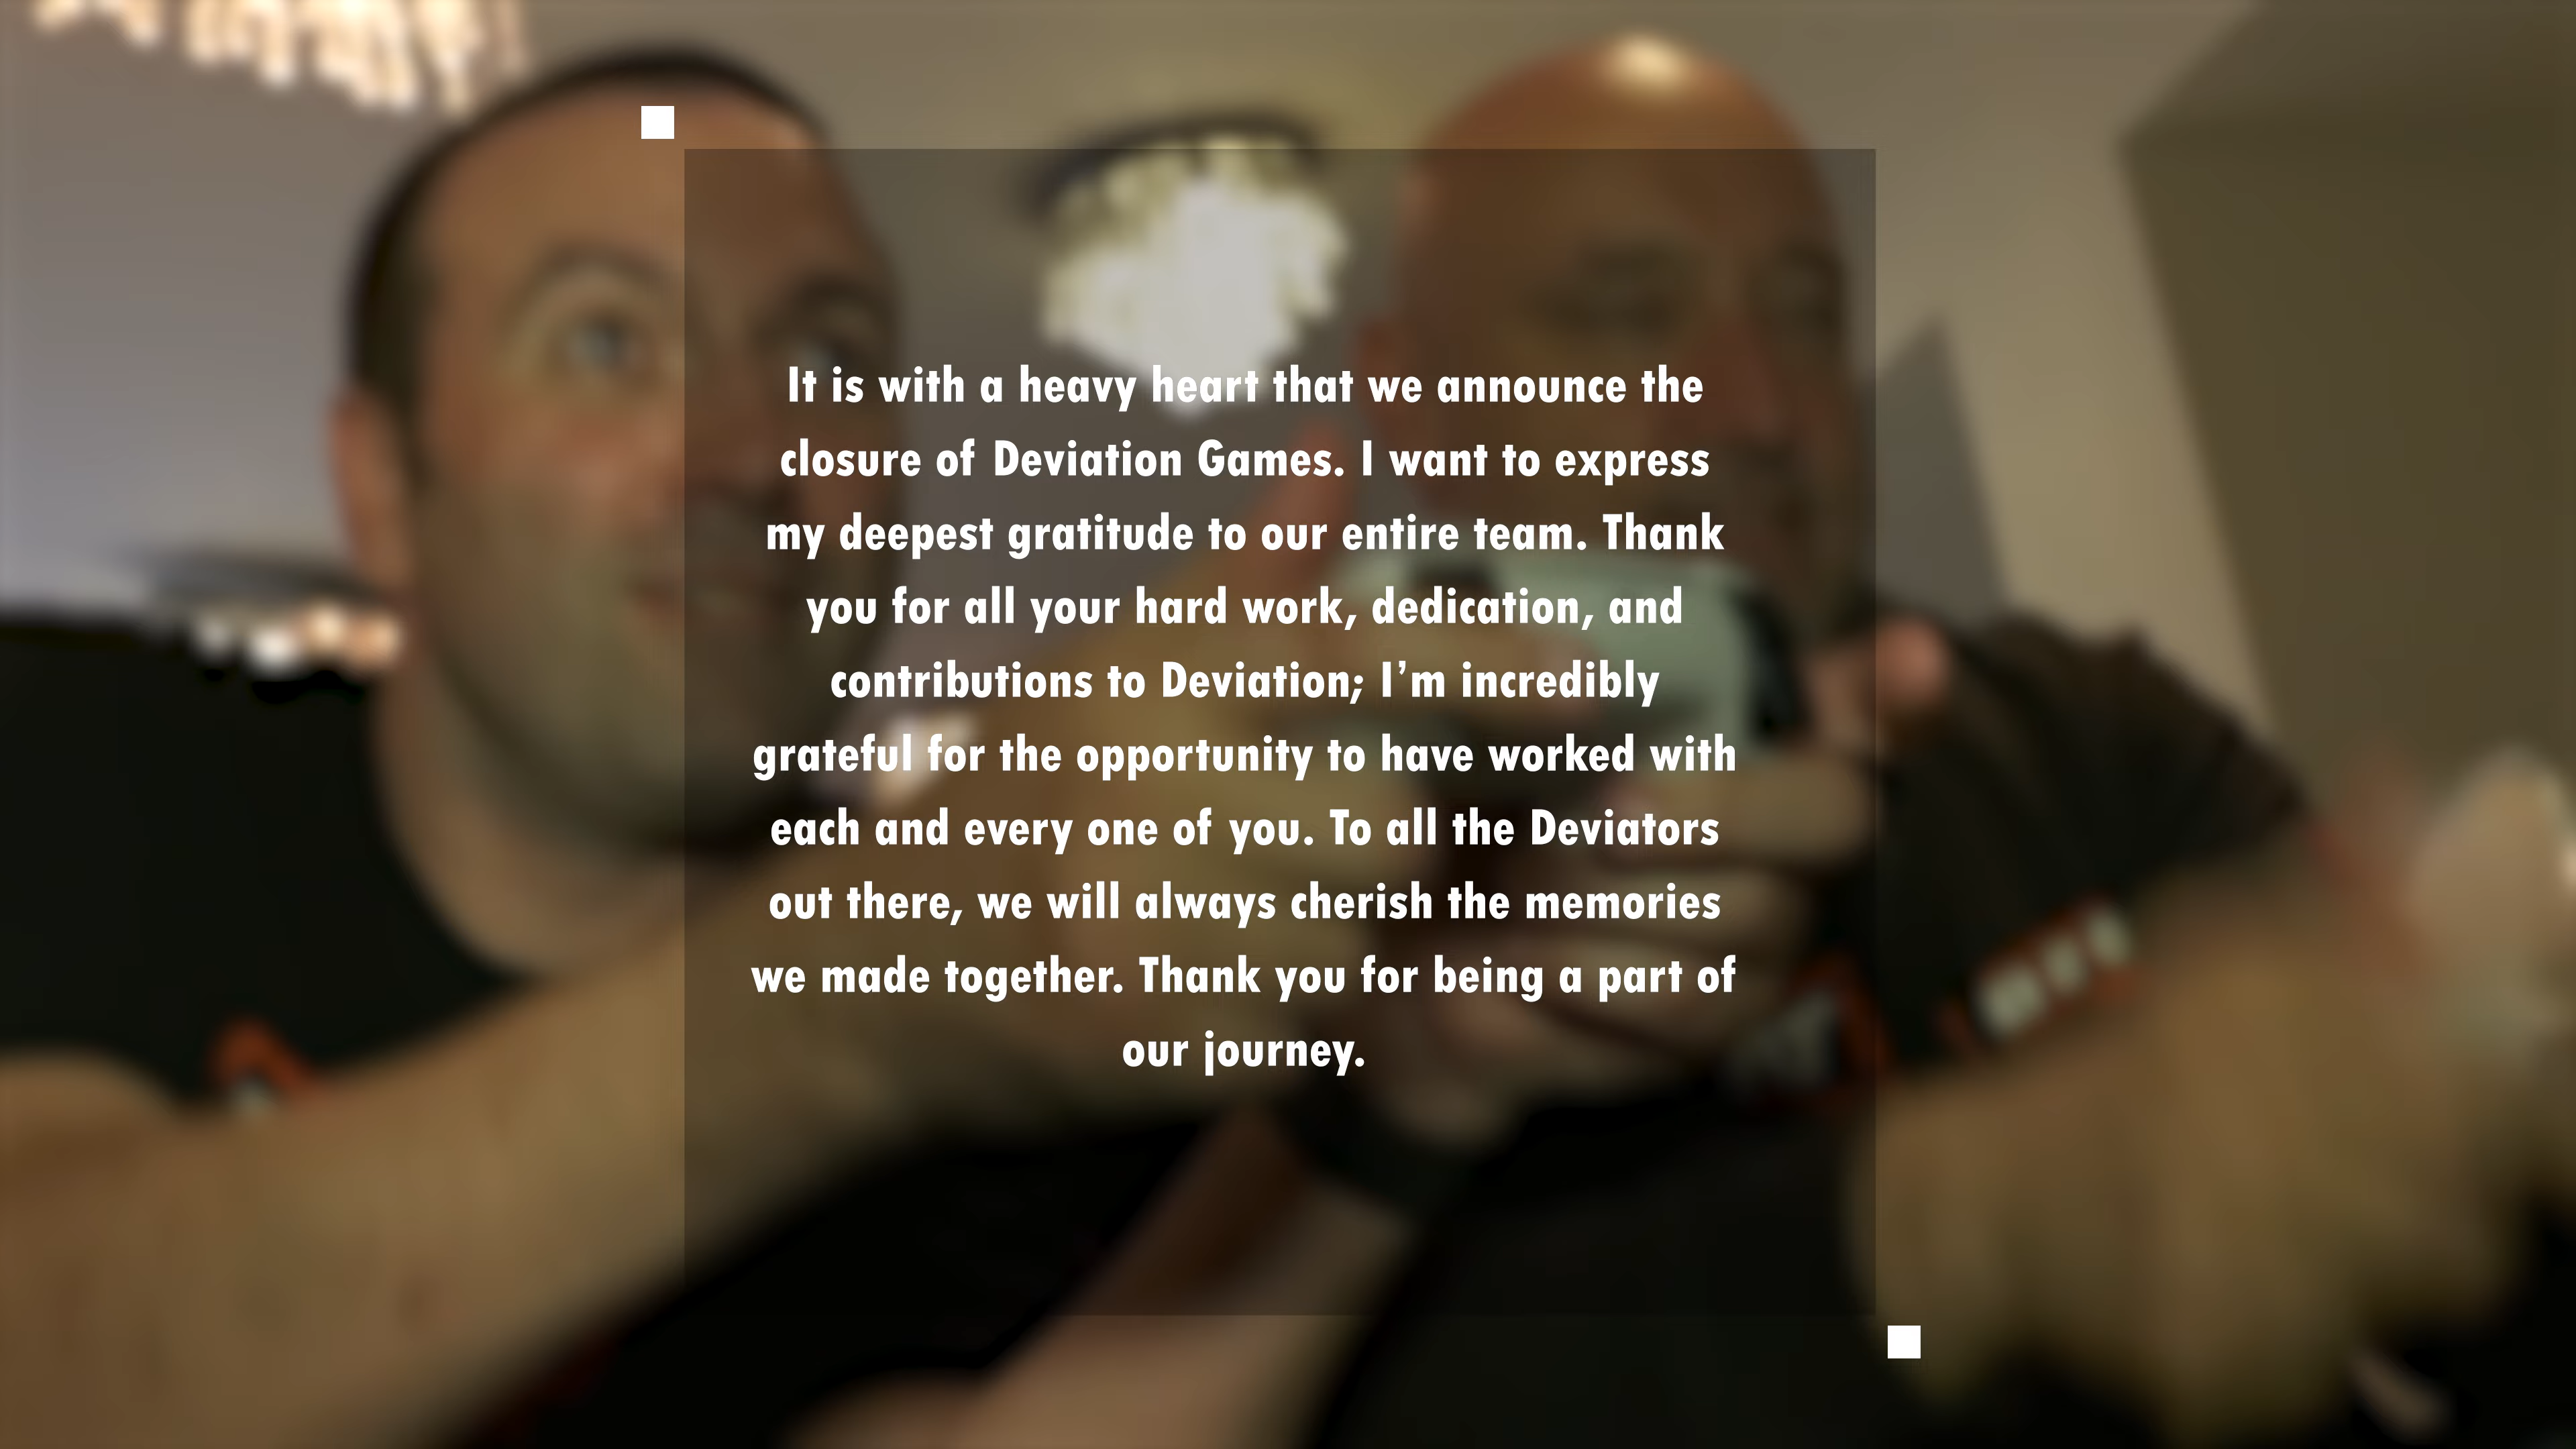 It is with a heavy heart that we announce the
closure of Deviation Games. I want to express
my deepest gratitude to our entire team. Thank
you for all your hard work, dedication, and
contributions to Deviation; I’m incredibly
grateful for the opportunity to have worked with
each and every one of you. To all the Deviators
out there, we will always cherish the memories
we made together. Thank you for being a part of
our journey.